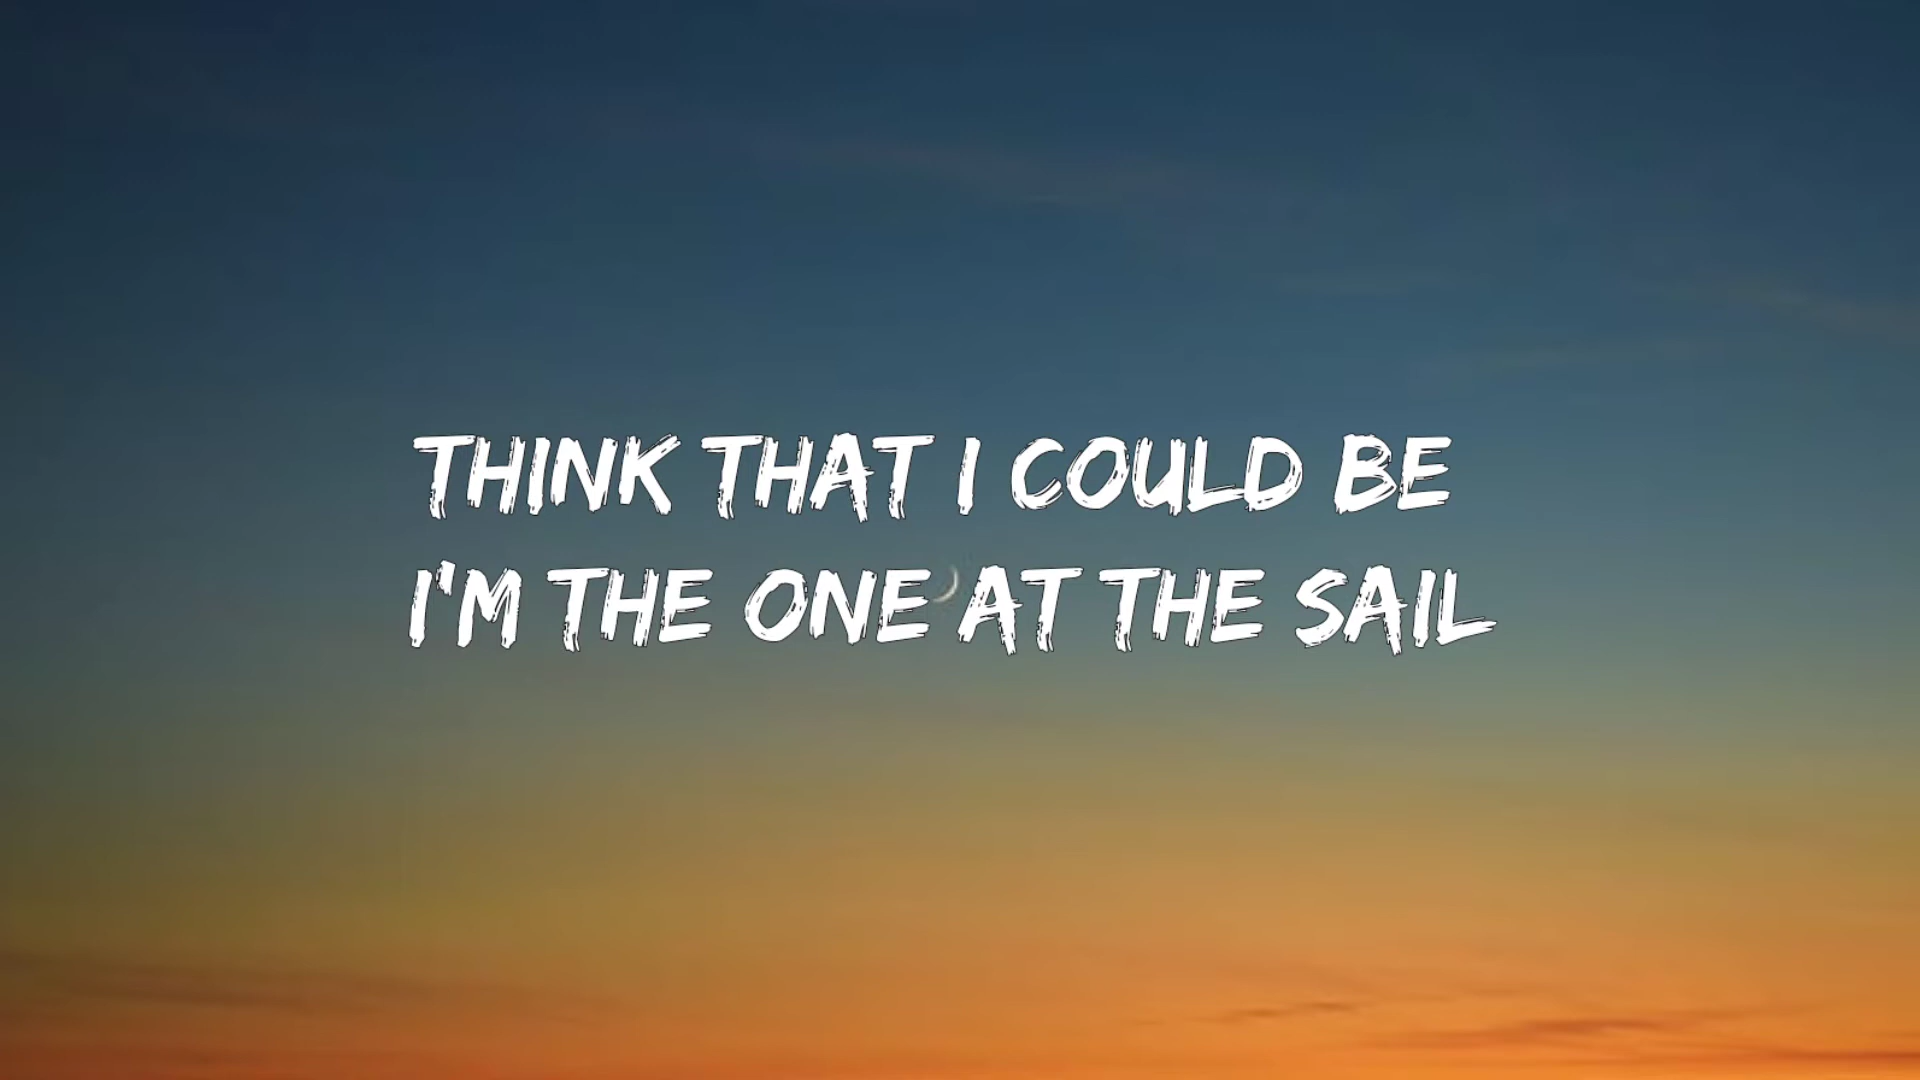 THINK THAT I COULD BE
I'M THE ONE AT THE SAIL